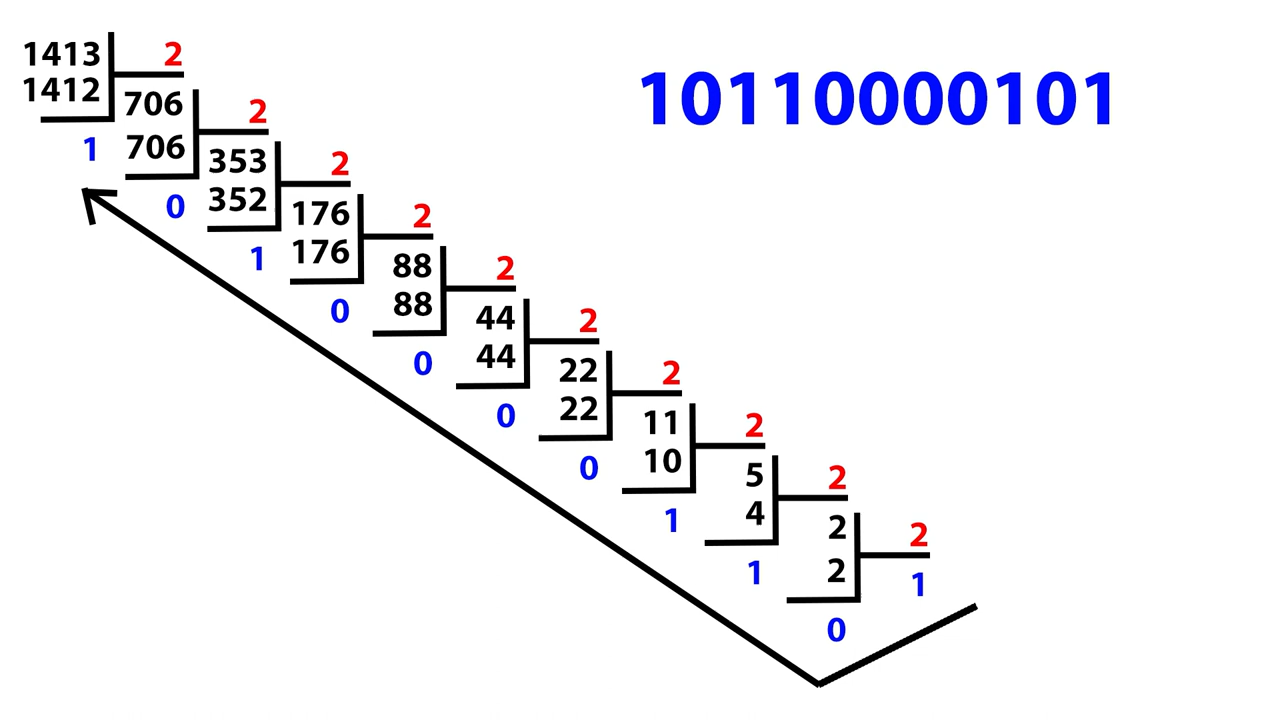 1413 2
1412 706 2
1 706 353 2
0 352 176 2
1 176 88 2
0 88 44 2
0 44 22 2
0 22 11 2
0 10 5 2
1 4 2 2
1 2 1
0
10110000101